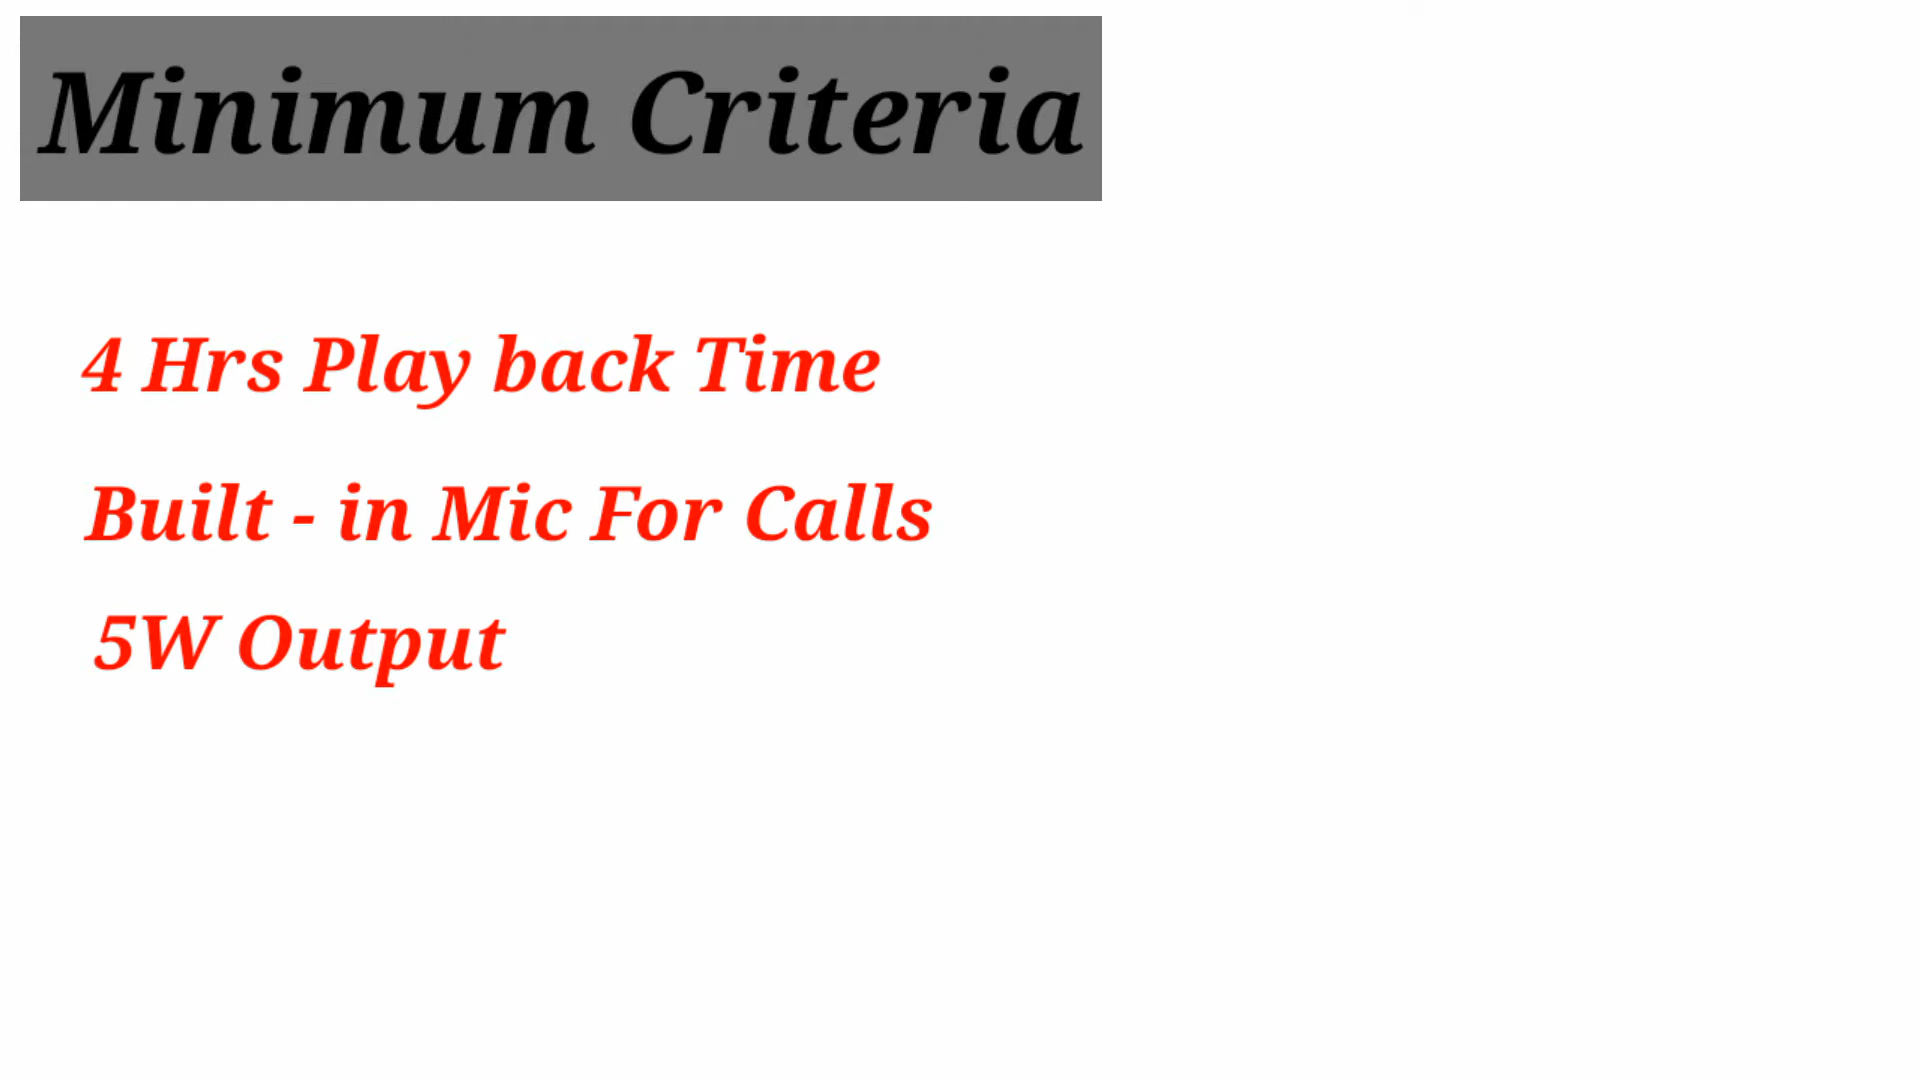 Minimum Criteria
4 Hrs Play back Time
Built - in Mic For Calls
5W Output